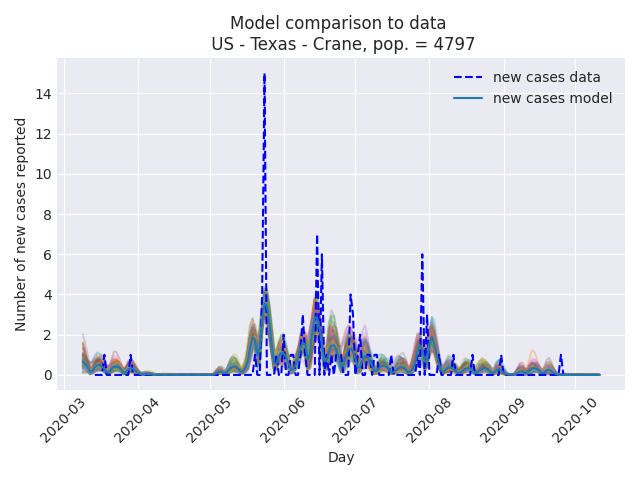 Model comparison to data
US - Texas - Crane, pop. = 4797
new cases data
new cases model
Number of new cases reported
14
12
10
8
6
4
2
0
2020-03
2020-04
2020-05
2020-06
2020-07
2020-08
2020-09
2020-10
Day